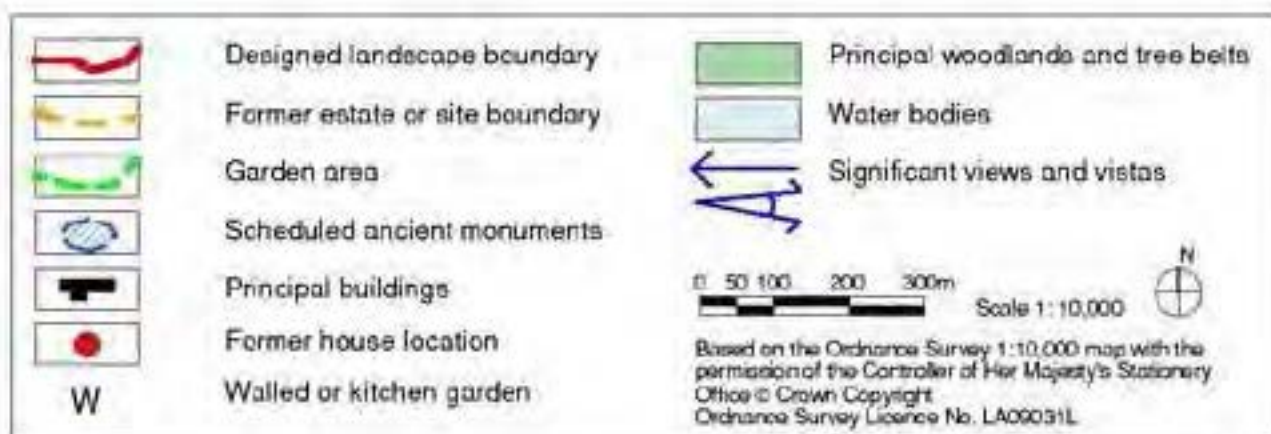 Designed landscape boundary
Former estate or site boundary
Garden area
Scheduled ancient monuments
Principal buildings
Former house location
W Walled or kitchen garden
Principal woodlands and tree belts
Water bodies
Significant views and vistas
N
0 50 100 200 300m
Scale 1:10,000
Based on the Ordnance Survey 1:10,000 map with the
permission of the Controller of Her Majesty's Stationery
Office © Crown Copyright
Ordnance Survey Licence No. LA09031L